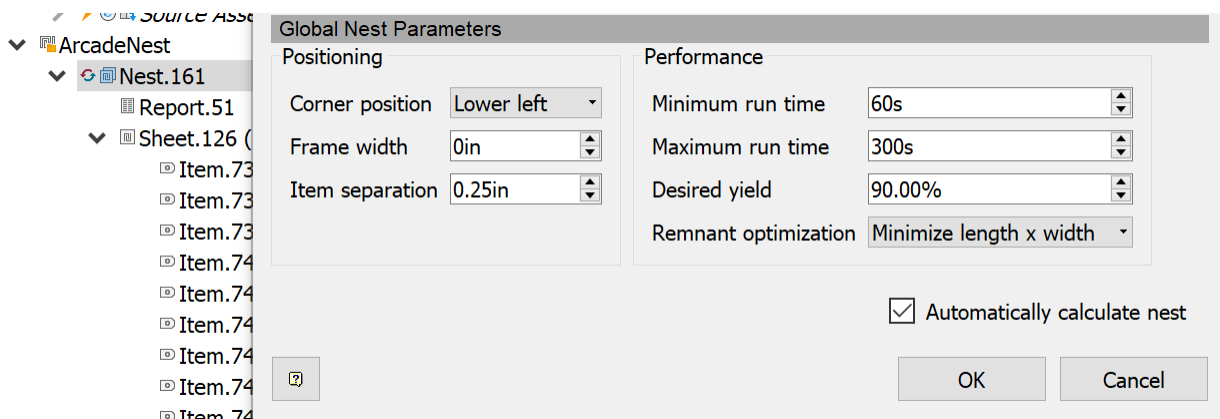 Source Asse
ArcadeNest
Nest.161
Report.51
Sheet.126 (
Item.73
Item.73
Item.73
Item.74
Item.74
Item.74
Item.74
Item.74
Item.74
Global Nest Parameters
Positioning
Corner position Lower left
Frame width 0in
Item separation 0.25in
Performance
Minimum run time 60s
Maximum run time 300s
Desired yield 90.00%
Remnant optimization Minimize length x width
Automatically calculate nest
OK Cancel